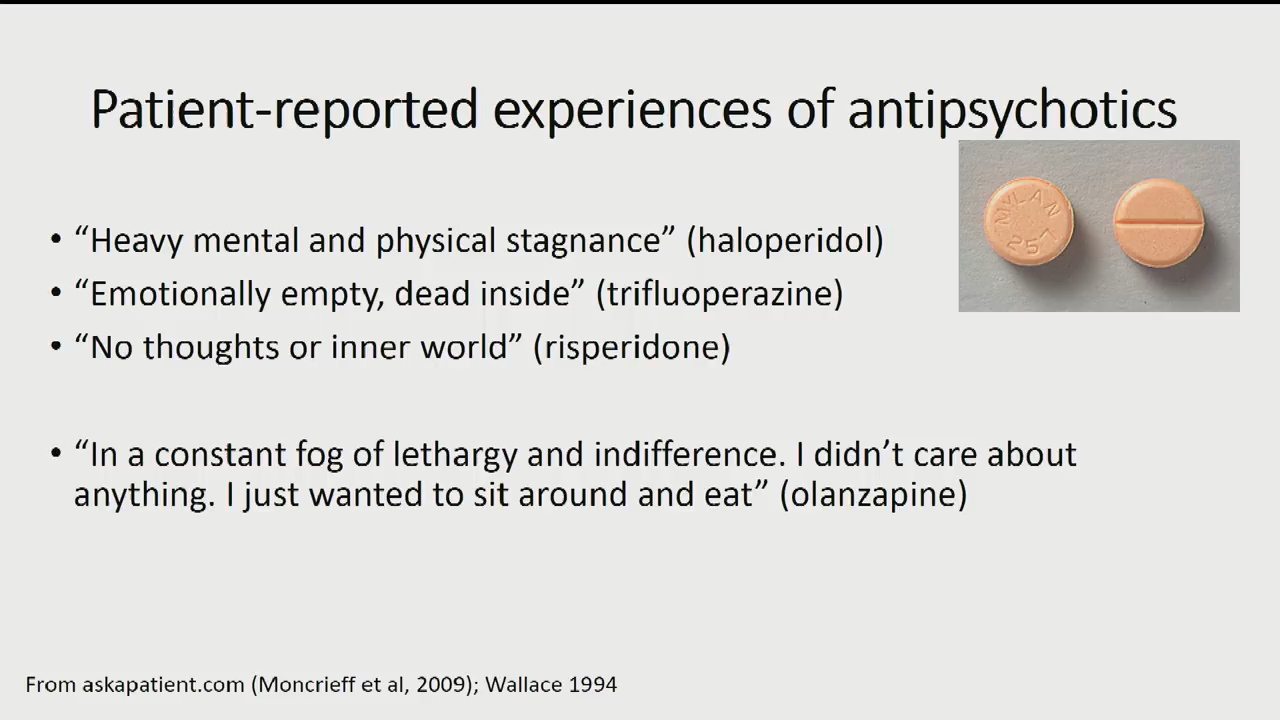 Patient-reported experiences of antipsychotics
MYLAN
257
• “Heavy mental and physical stagnance” (haloperidol)
• “Emotionally empty, dead inside” (trifluoperazine)
• “No thoughts or inner world” (risperidone)
• “In a constant fog of lethargy and indifference. I didn’t care about
anything. I just wanted to sit around and eat” (olanzapine)
From askapatient.com (Moncrieff et al, 2009); Wallace 1994